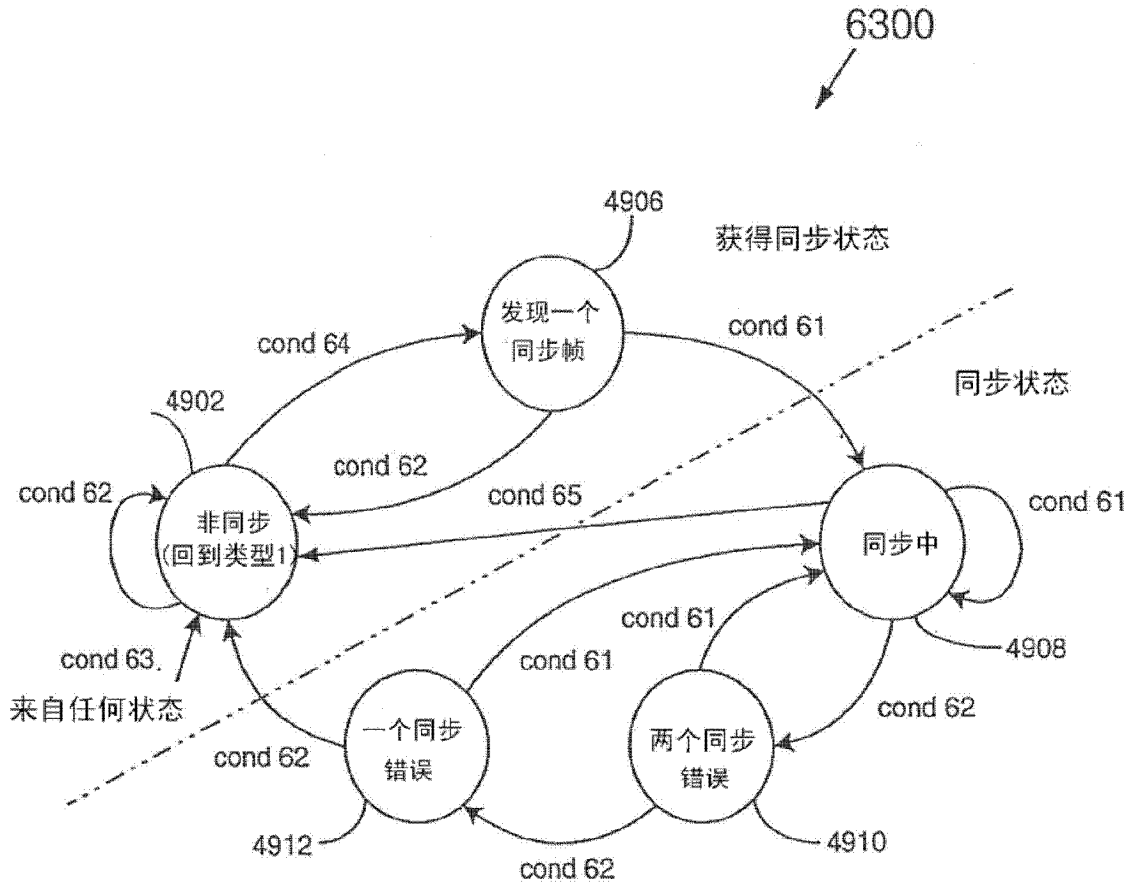 6300
4906
获得同步状态
发现一个
同步帧
cond 64
cond 61
同步状态
4902
cond 62
cond 62
cond 65
cond 61
非同步
(回到类型1)
同步中
cond 61
4908
cond 63.
来自任何状态
cond 61
cond 62
一个同步
错误
两个同步
错误
cond 62
4912
cond 62
4910